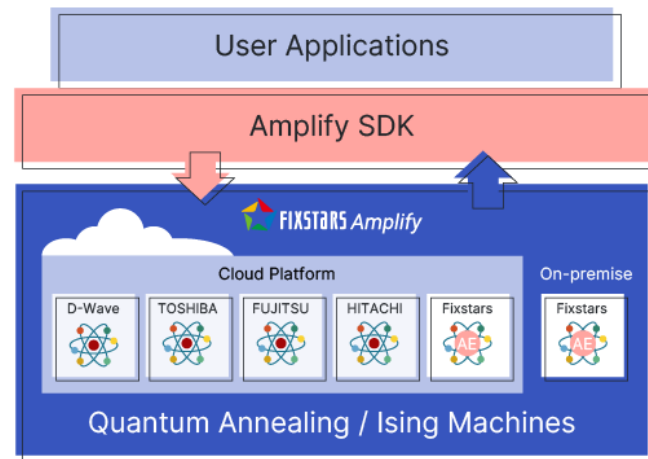 User Applications
Amplify SDK
FIXSTARS Amplify
Cloud Platform
On-premise
D-Wave
TOSHIBA
FUJITSU
HITACHI
Fixstars
Fixstars
AE
AE
Quantum Annealing / Ising Machines